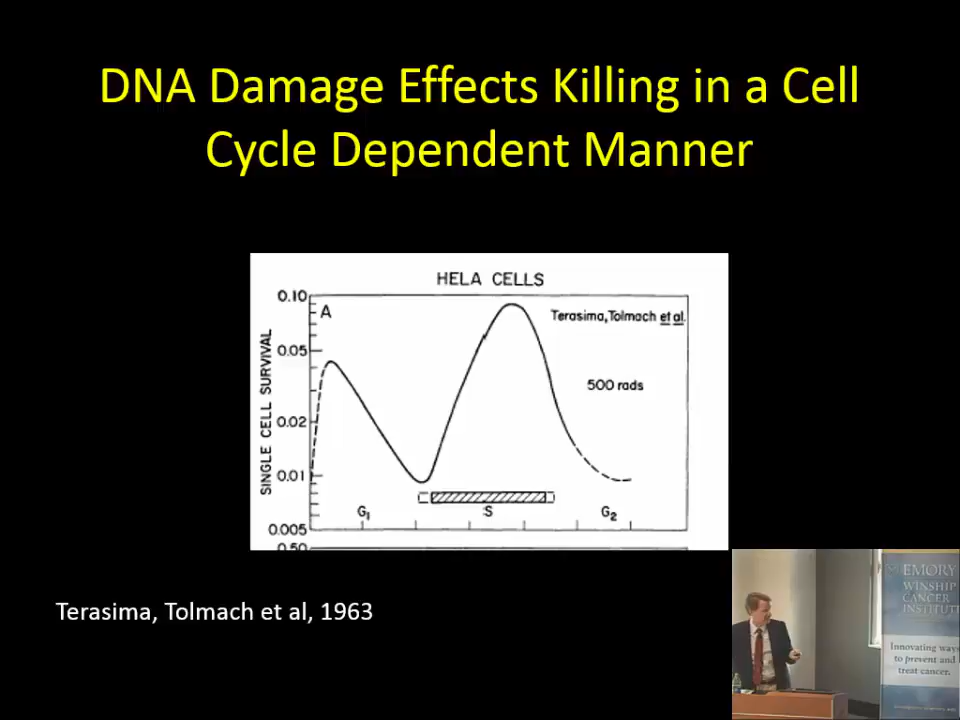 DNA Damage Effects Killing in a Cell
Cycle Dependent Manner
HELA CELLS
A
Terasima, Tolmach et al.
500 rads
SINGLE CELL SURVIVAL
0.10
0.05
0.02
0.01
0.005
G₁
S
G₂
0.50
Terasima, Tolmach et al, 1963
EMORY
WINSHIP
CANCER
INSTITUTE
Innovating ways
to prevent and
treat cancer.